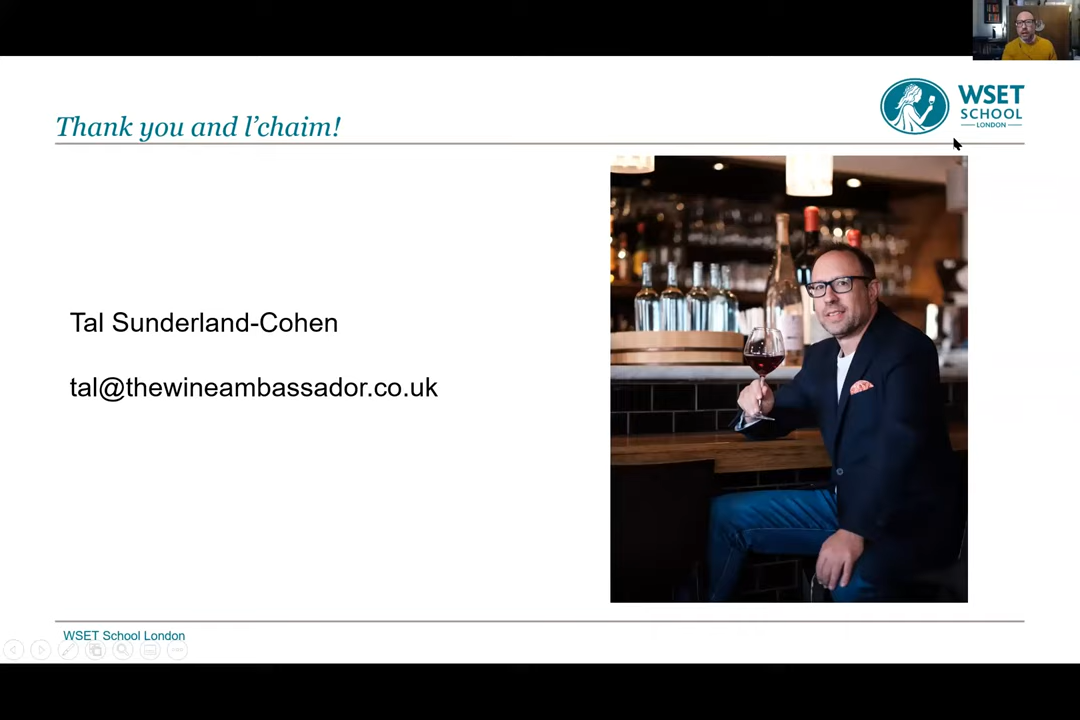 Thank you and l'chaim!
WSET
SCHOOL
LONDON
Tal Sunderland-Cohen
tal@thewineambassador.co.uk
WSET School London